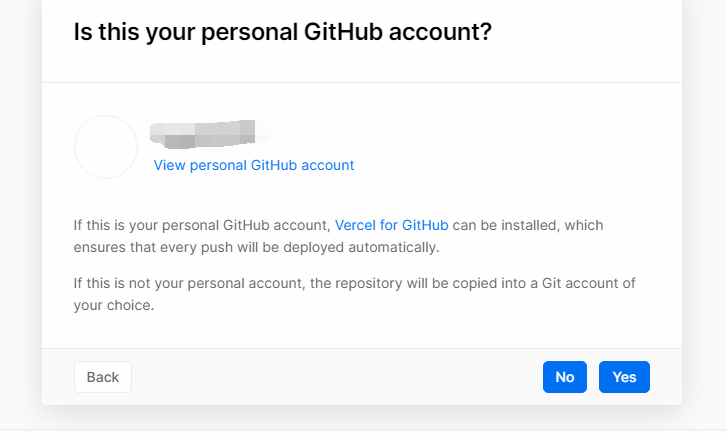 Is this your personal GitHub account?
View personal GitHub account
If this is your personal GitHub account, Vercel for GitHub can be installed, which
ensures that every push will be deployed automatically.
If this is not your personal account, the repository will be copied into a Git account of
your choice.
Back
No
Yes